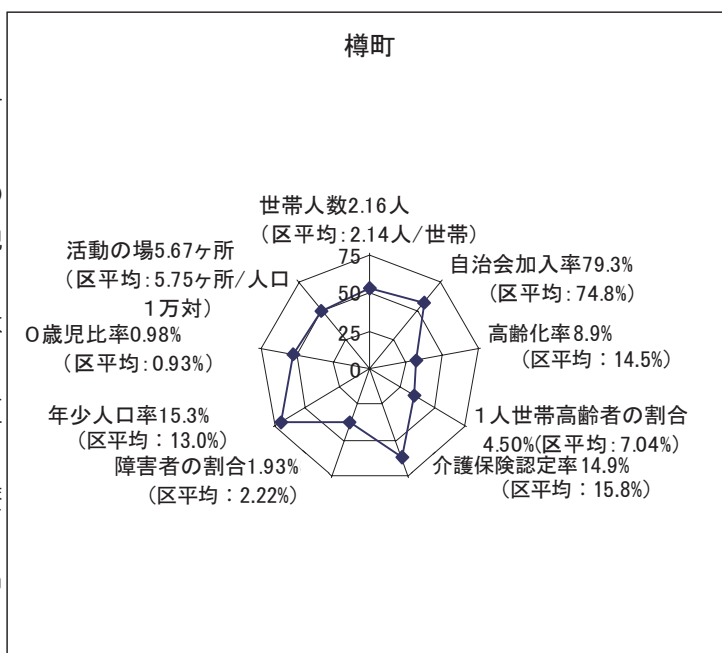 樽町
世帯人数2.16人
（区平均：2.14人/世帯）
自治会加入率79.3%
（区平均：74.8%）
高齢化率8.9%
（区平均：14.5%）
１人世帯高齢者の割合
4.50%(区平均：7.04%)
介護保険認定率14.9%
（区平均：15.8%）
障害者の割合1.93%
（区平均：2.22%）
年少人口率15.3%
（区平均：13.0%）
０歳児比率0.98%
（区平均：0.93%）
活動の場5.67ヶ所
（区平均：5.75ヶ所/人口
１万対）
75
50
25
0